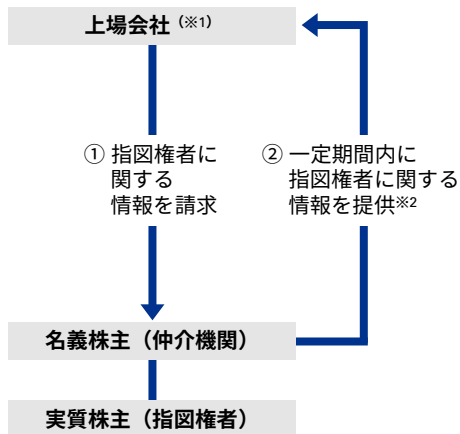 上場会社（※1）
① 指図権者に
関する
情報を請求
② 一定期間内に
指図権者に関する
情報を提供※2
名義株主（仲介機関）
実質株主（指図権者）